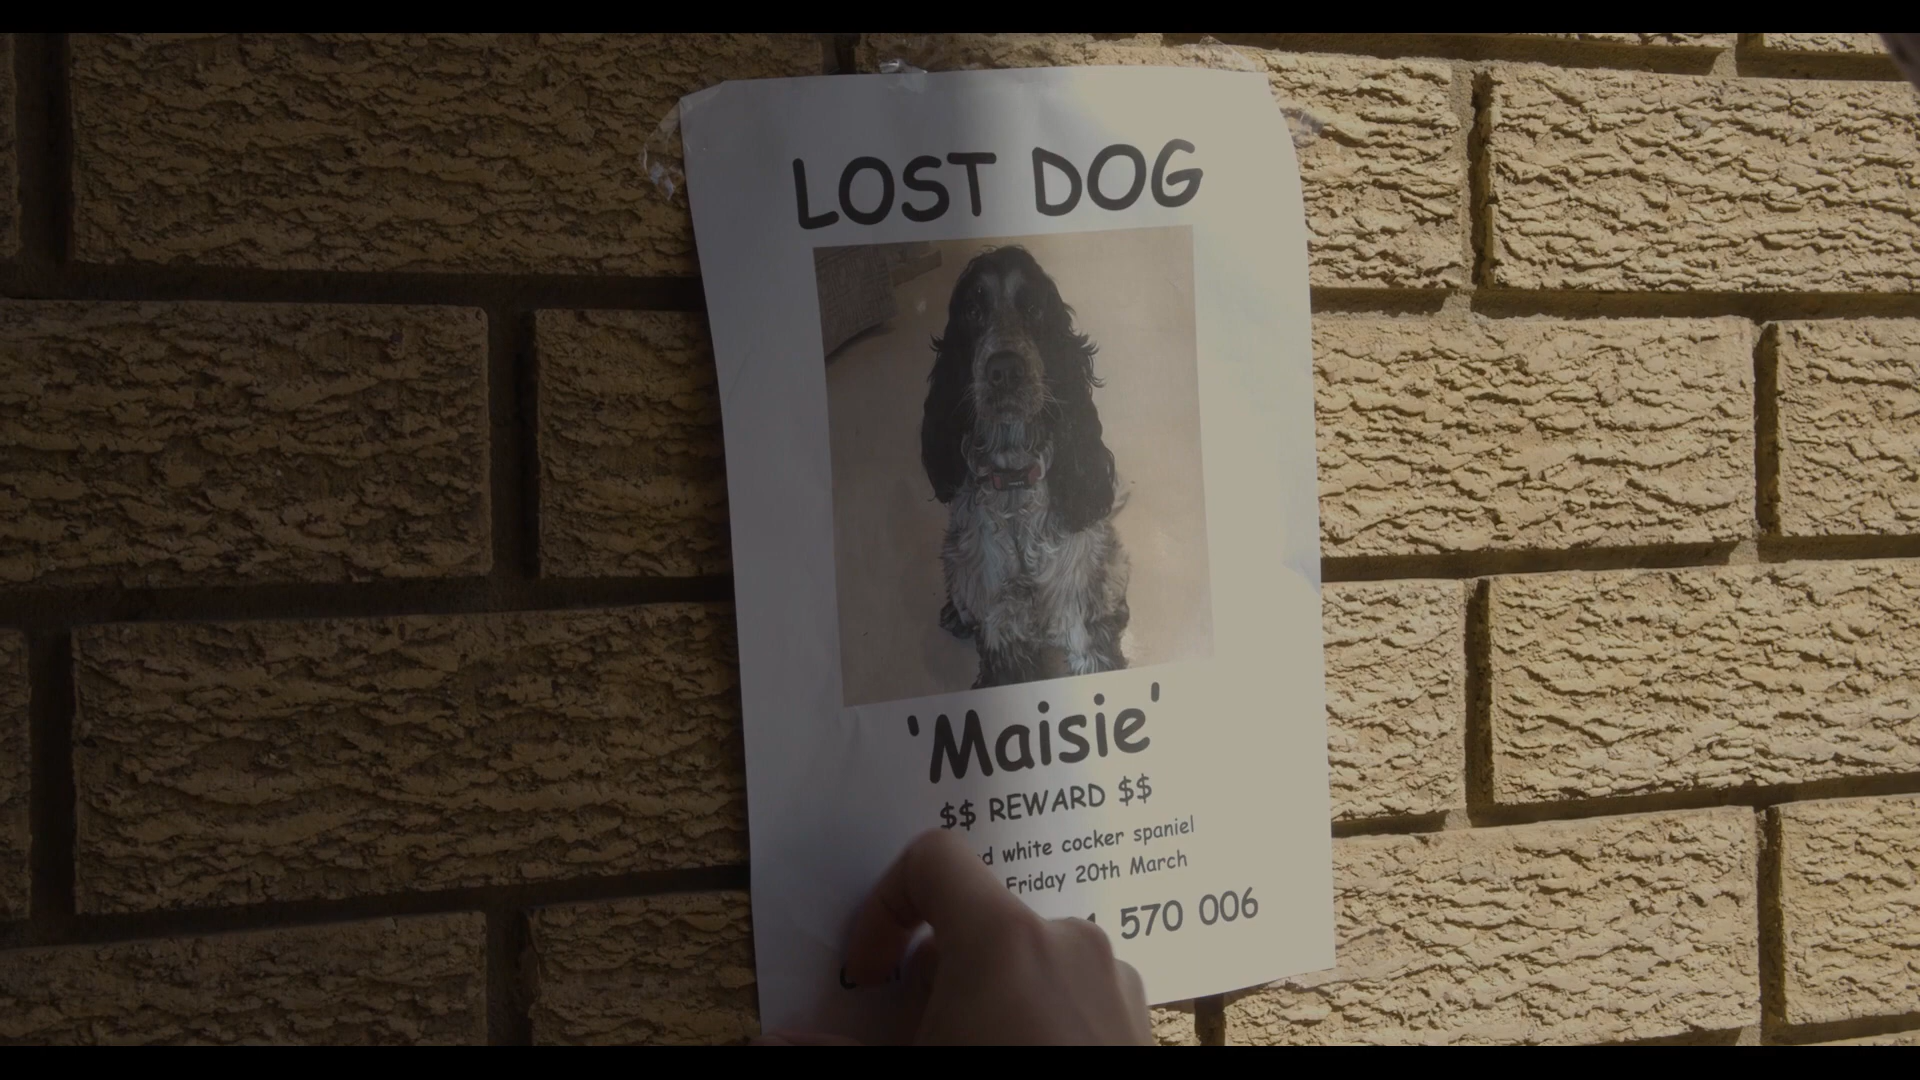 LOST DOG
'Maisie'
$$ REWARD $$
white cocker spaniel
Friday 20th March
570 006